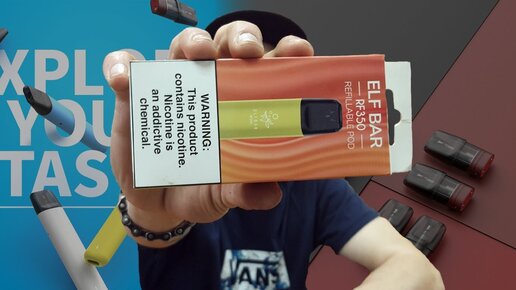 XPLO
YOU
TAS
WARNING:
This product
contains nicotine.
Nicotine is
an addictive
chemical.
ELF BAR
RF350
REFILLABLE POD
ELFBAR
VANS